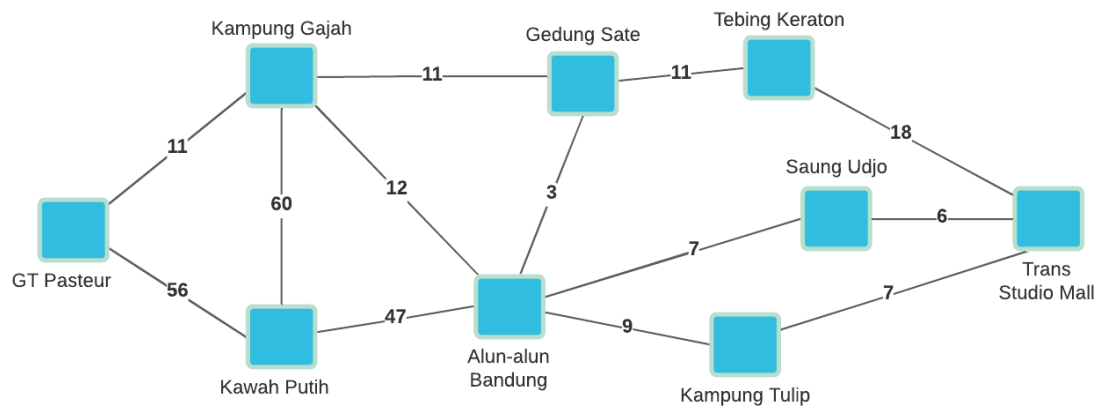 Tebing Keraton
Kampung Gajah
Gedung Sate
11
11
18
11
Saung Udjo
12
3
60
6
7
GT Pasteur
Trans
Studio Mall
56
7
47
9
Alun-alun
Bandung
Kawah Putih
Kampung Tulip